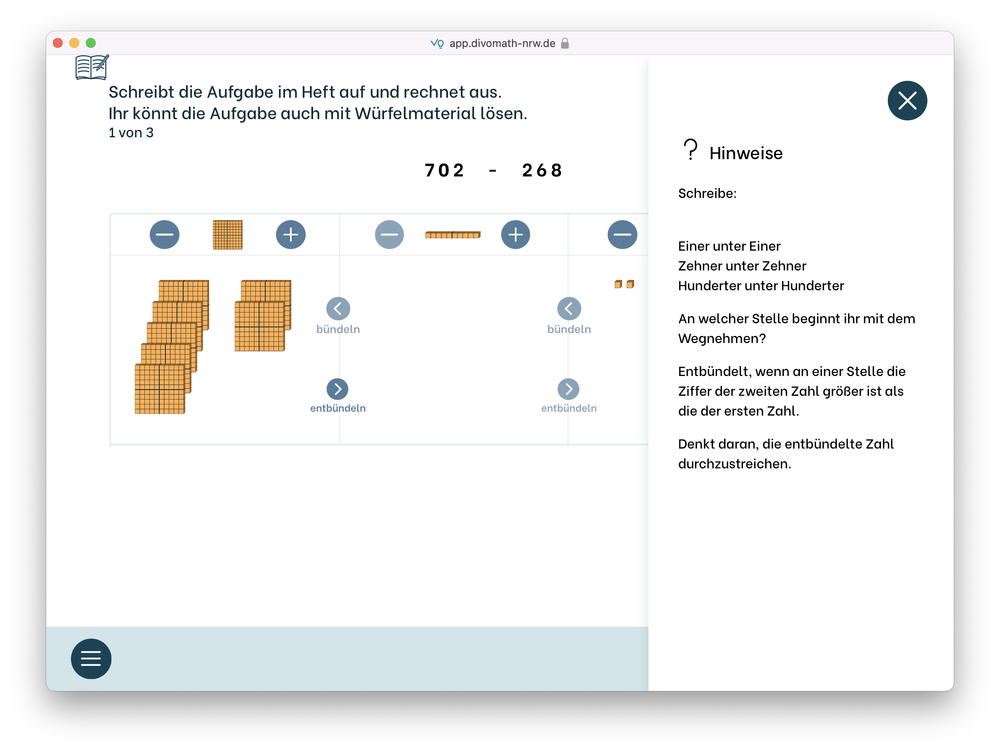 app.divomath-nrw.de
Schreibt die Aufgabe im Heft auf und rechnet aus.
Ihr könnt die Aufgabe auch mit Würfelmaterial lösen.
1 von 3
702 - 268
bündeln
bündeln
entbündeln
entbündeln
Hinweise
Schreibe:
Einer unter Einer
Zehner unter Zehner
Hunderter unter Hunderter
An welcher Stelle beginnt ihr mit dem
Wegnehmen?
Entbündelt, wenn an einer Stelle die
Ziffer der zweiten Zahl größer ist als
die der ersten Zahl.
Denkt daran, die entbündelte Zahl
durchzustreichen.